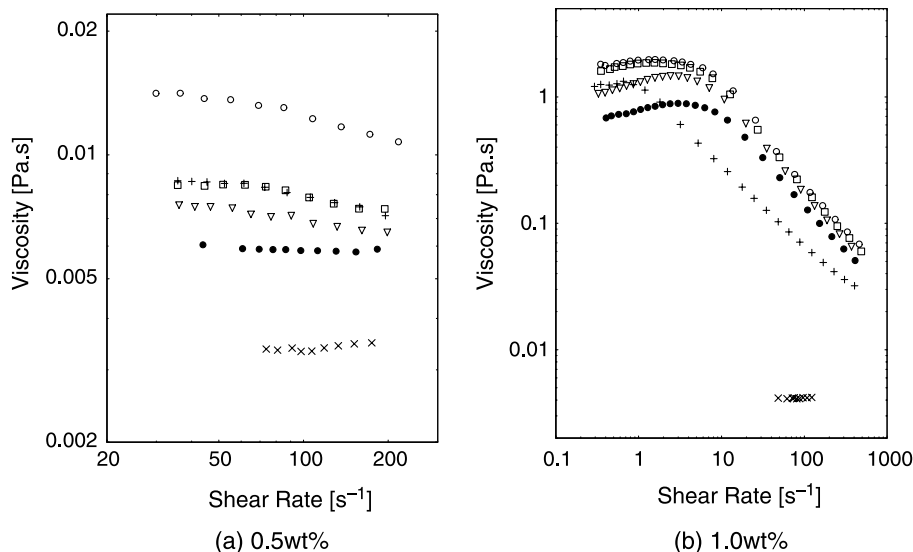 0.02
0.01
0.005
0.002
Viscosity [Pa.s]
20
50
100
200
Shear Rate [s⁻¹]
(a) 0.5wt%
1
0.1
0.01
Viscosity [Pa.s]
0.1
1
10
100
1000
Shear Rate [s⁻¹]
(b) 1.0wt%